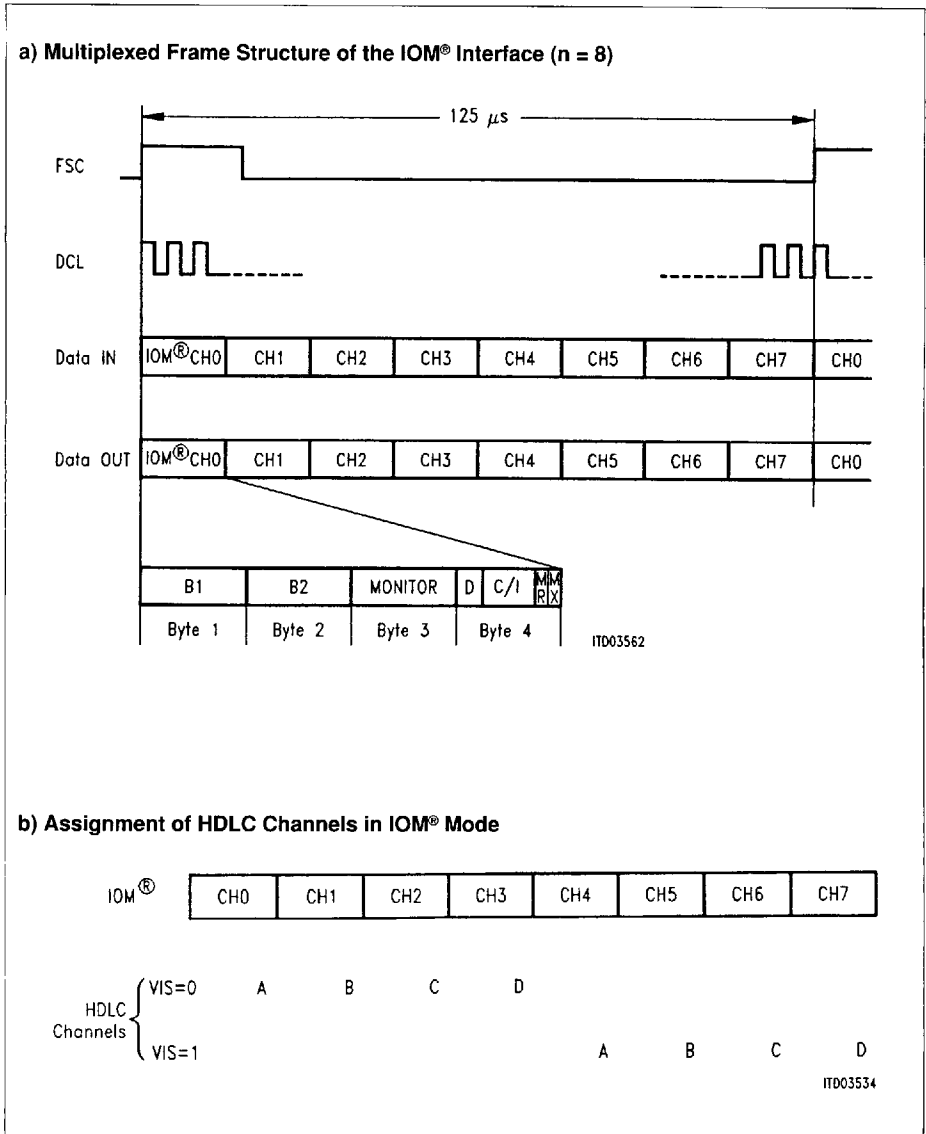 a) Multiplexed Frame Structure of the IOM® Interface (n = 8)
125 μs
FSC
DCL
Data IN IOM®CH0 CH1 CH2 CH3 CH4 CH5 CH6 CH7 CH0
Data OUT IOM®CH0 CH1 CH2 CH3 CH4 CH5 CH6 CH7 CH0
B1 B2 MONITOR D C/I MR MX
Byte 1 Byte 2 Byte 3 Byte 4
ITD03562
b) Assignment of HDLC Channels in IOM® Mode
IOM® CH0 CH1 CH2 CH3 CH4 CH5 CH6 CH7
HDLC Channels
VIS=0 A B C D
VIS=1 A B C D
ITD03534